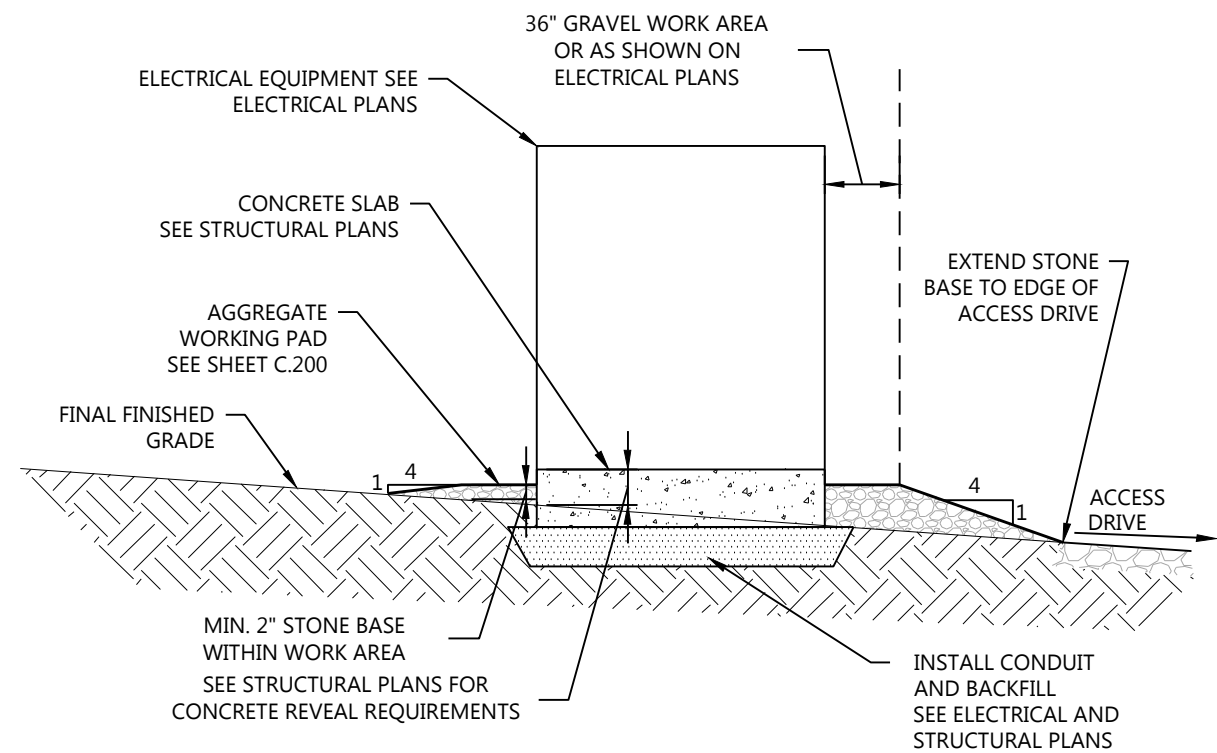 36" GRAVEL WORK AREA
OR AS SHOWN ON
ELECTRICAL PLANS
ELECTRICAL EQUIPMENT SEE
ELECTRICAL PLANS
CONCRETE SLAB
SEE STRUCTURAL PLANS
EXTEND STONE
BASE TO EDGE OF
ACCESS DRIVE
AGGREGATE
WORKING PAD
SEE SHEET C.200
FINAL FINISHED
GRADE
4
1
4
1
ACCESS
DRIVE
MIN. 2" STONE BASE
WITHIN WORK AREA
SEE STRUCTURAL PLANS FOR
CONCRETE REVEAL REQUIREMENTS
INSTALL CONDUIT
AND BACKFILL
SEE ELECTRICAL AND
STRUCTURAL PLANS